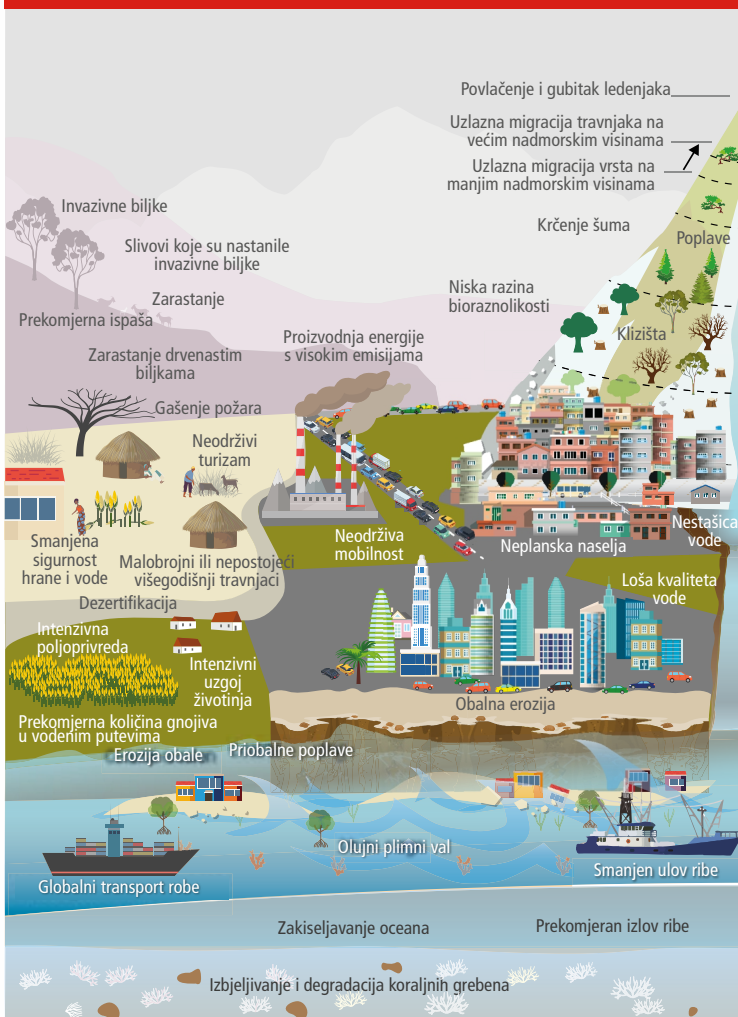 Povlačenje i gubitak ledenjaka
Uzlazna migracija travnjaka na
većim nadmorskim visinama
Uzlazna migracija vrsta na
manjim nadmorskim visinama
Invazivne biljke
Krčenje šuma
Poplave
Slivovi koje su nastanile
invazivne biljke
Zarastanje
Niska razina
bioraznolikosti
Prekomjerna ispaša
Proizvodnja energije
s visokim emisijama
Klizišta
Zarastanje drvenastim
biljkama
Gašenje požara
Neodrživi
turizam
Smanjena
sigurnost
hrane i vode
Malobrojni ili nepostojeći
višegodišnji travnjaci
Neodrživa
mobilnost
Neplanska naselja
Nestašica
vode
Loša kvaliteta
vode
Dezertifikacija
Intenzivna
poljoprivreda
Intenzivni
uzgoj
životinja
Prekomjerna količina gnojiva
u vodenim putevima
Obalna erozija
Erozija obale
Priobalne poplave
Olujni plimni val
Globalni transport robe
Smanjen ulov ribe
Zakiseljavanje oceana
Prekomjeran izlov ribe
Izbjeljivanje i degradacija koraljnih grebena